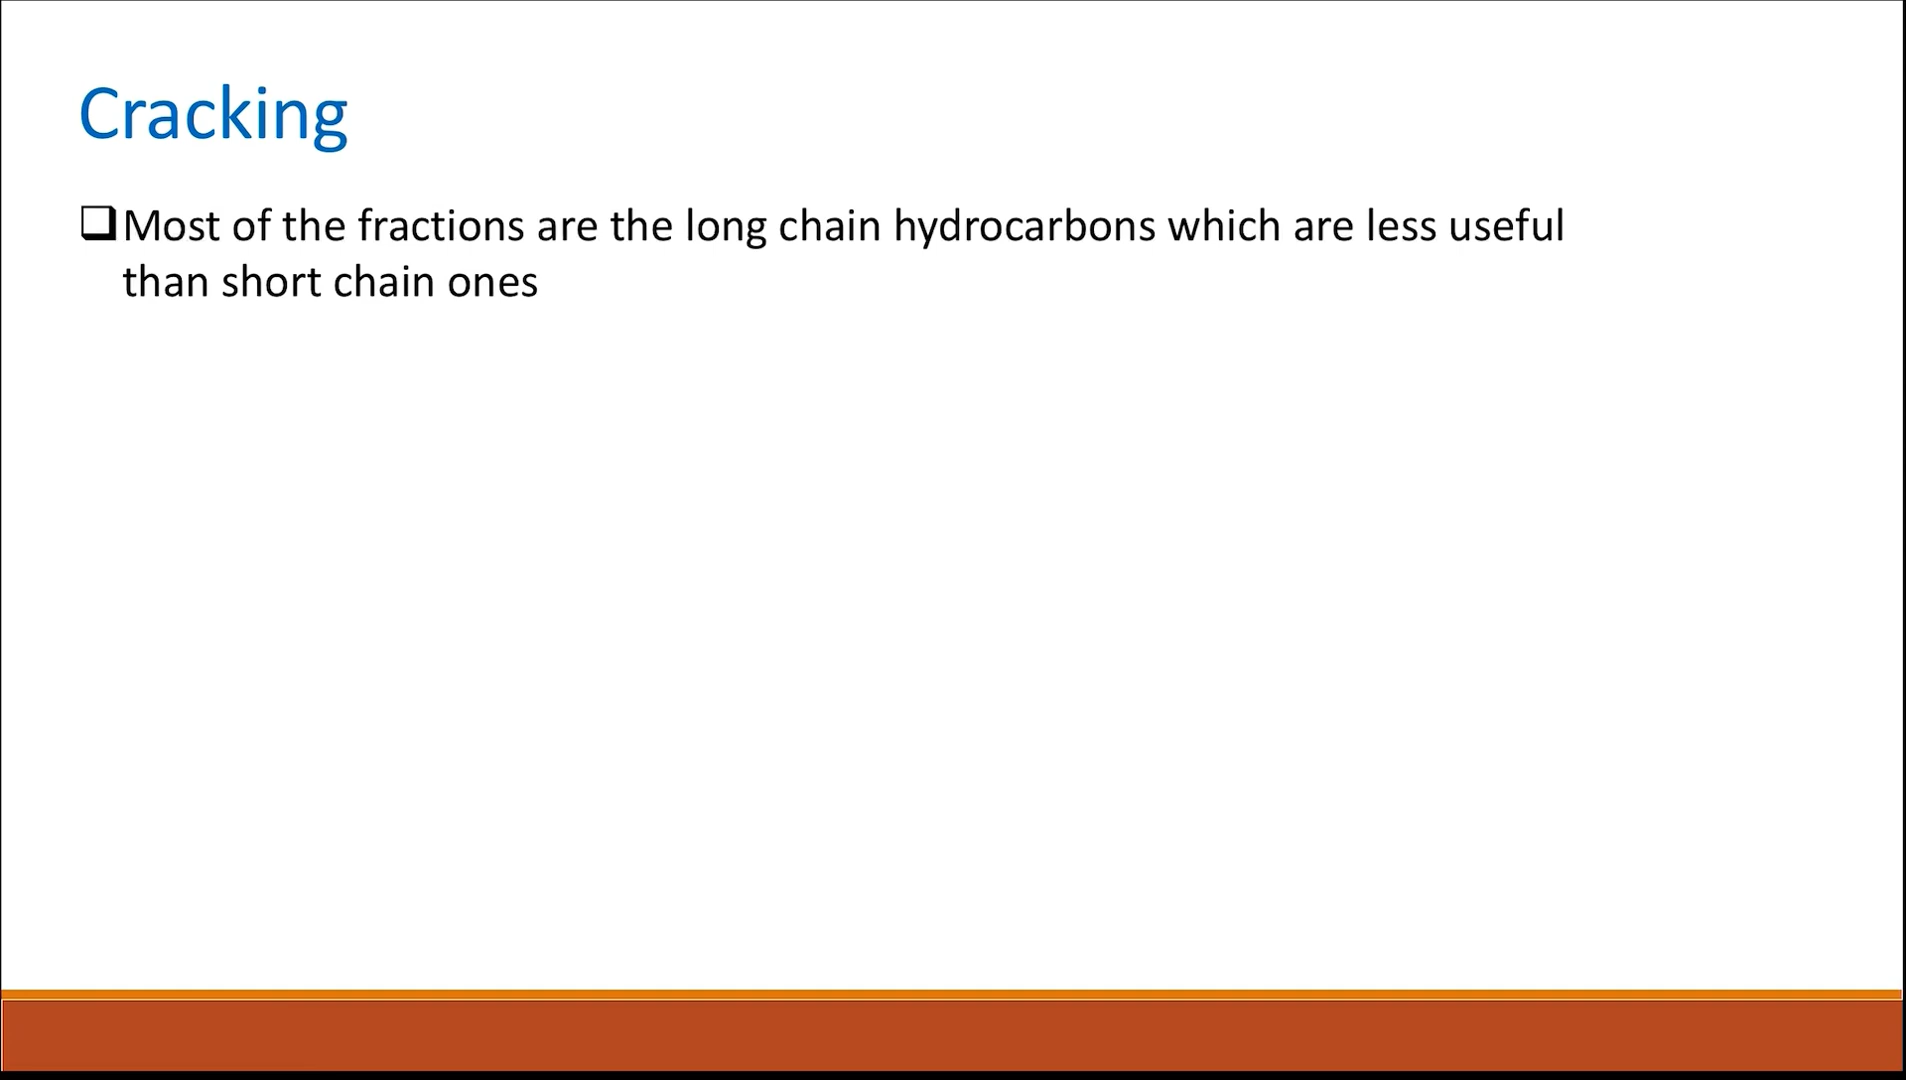 Cracking
❑Most of the fractions are the long chain hydrocarbons which are less useful
than short chain ones